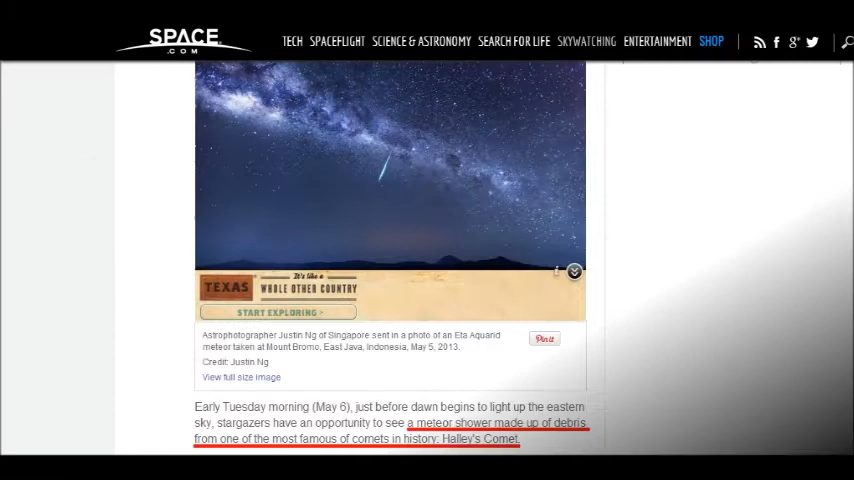 SPACE
.COM
TECH SPACEFLIGHT SCIENCE & ASTRONOMY SEARCH FOR LIFE SKYWATCHING ENTERTAINMENT SHOP
TEXAS
It's like a
WHOLE OTHER COUNTRY
START EXPLORING >
Astrophotographer Justin Ng of Singapore sent in a photo of an Eta Aquarid
meteor taken at Mount Bromo, East Java, Indonesia, May 5, 2013.
Pin it
Credit: Justin Ng
View full size image
Early Tuesday morning (May 6), just before dawn begins to light up the eastern
sky, stargazers have an opportunity to see a meteor shower made up of debris
from one of the most famous of comets in history: Halley's Comet.